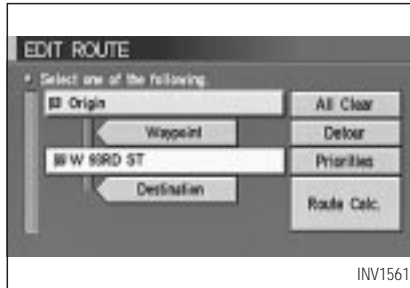 EDIT ROUTE
Select one of the following
Origin
All Clear
Waypoint
Detour
W 93RD ST
Priorities
Destination
Route Calc.
INV1561